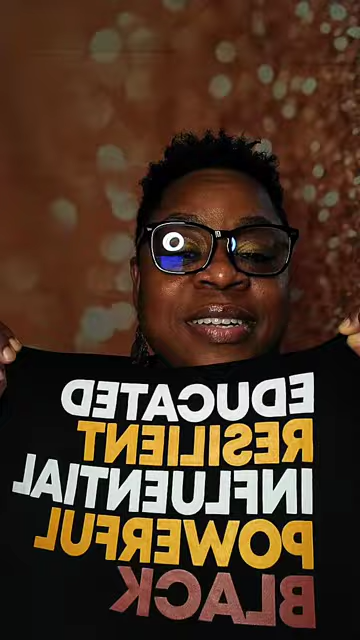 EDUCATED
RESILIENT
INFLUENTIAL
POWERFUL
BLACK